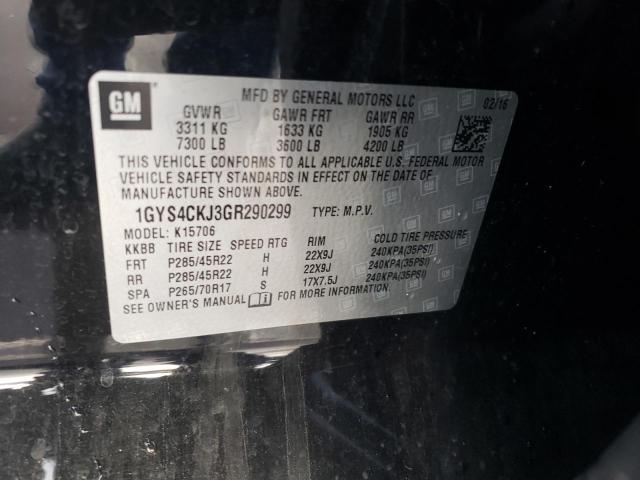 GM
MFD BY GENERAL MOTORS LLC 02/16
GVWR GAWR FRT GAWR RR
3311 KG 1633 KG 1905 KG
7300 LB 3600 LB 4200 LB
THIS VEHICLE CONFORMS TO ALL APPLICABLE U.S. FEDERAL MOTOR
VEHICLE SAFETY STANDARDS IN EFFECT ON THE DATE OF
MANUFACTURE SHOWN ABOVE.
1GYS4CKJ3GR290299 TYPE: M.P.V.
MODEL: K15706
KKBB TIRE SIZE SPEED RTG RIM COLD TIRE PRESSURE
FRT P285/45R22 H 22X9J 240KPA(35PSI)
RR P285/45R22 H 22X9J 240KPA(35PSI)
SPA P265/70R17 S 17X7.5J 240KPA(35PSI)
SEE OWNER'S MANUAL FOR MORE INFORMATION.